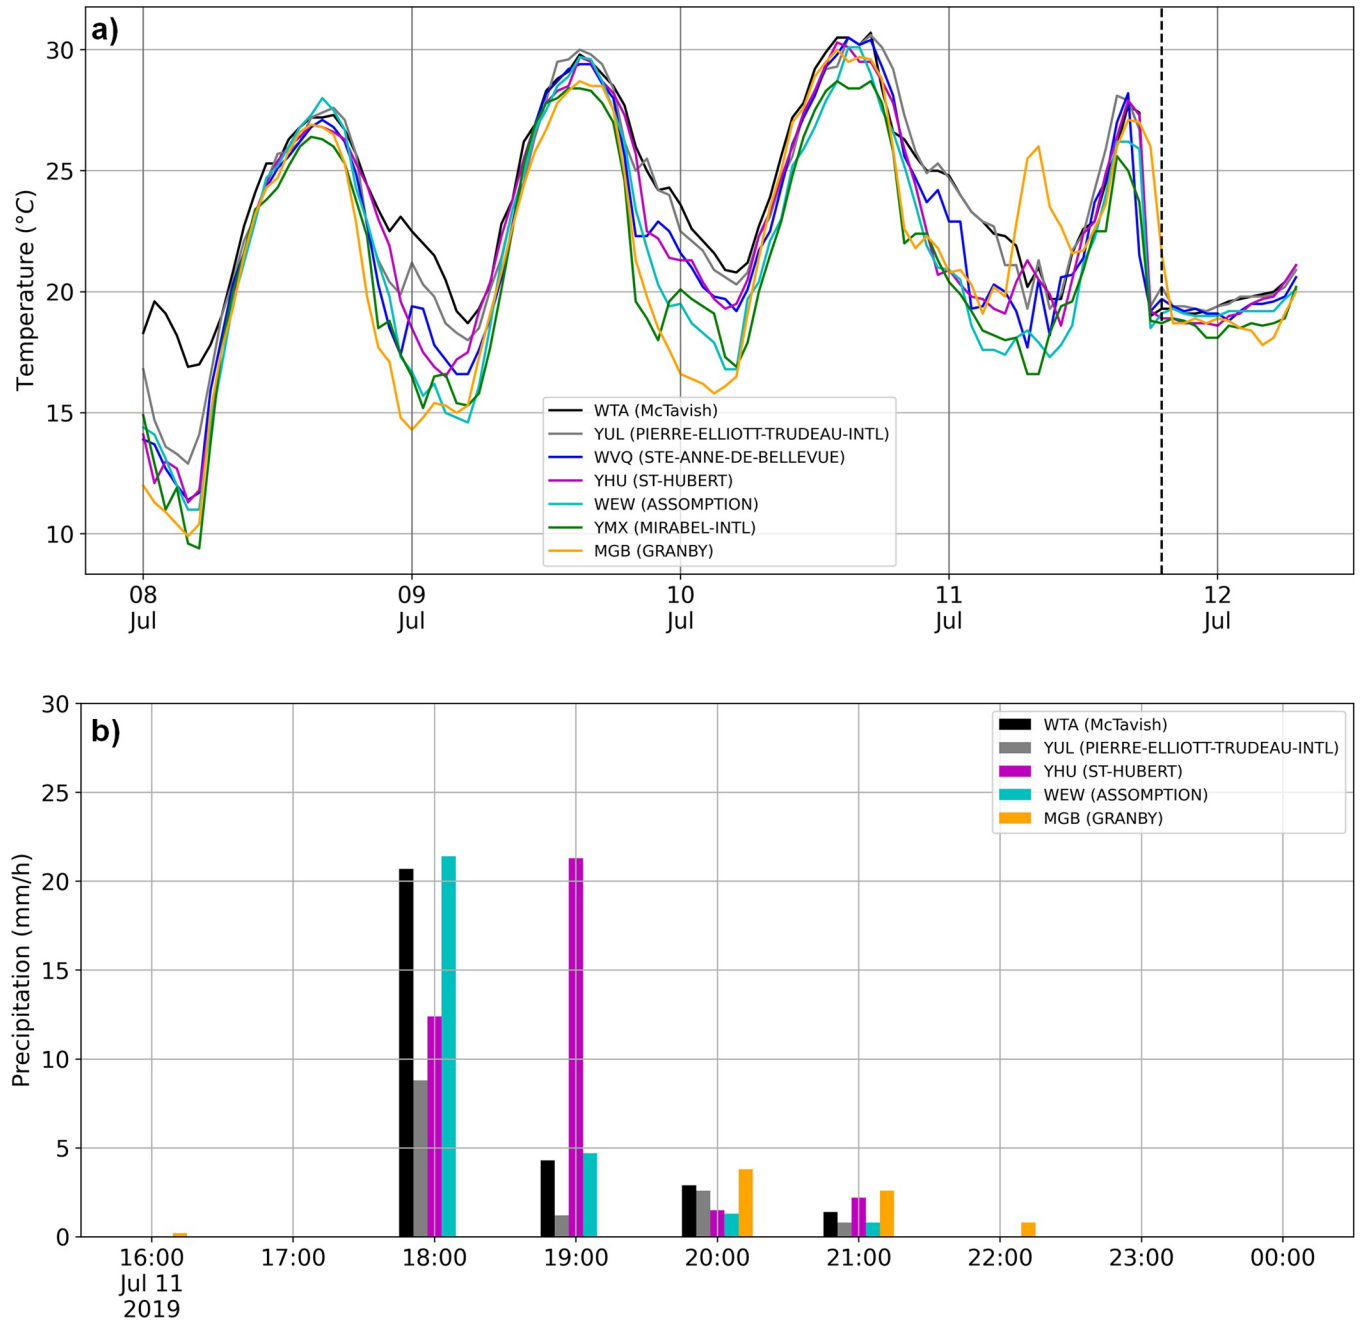 a)
Temperature (°C)
30
25
20
15
10
WTA (McTavish)
YUL (PIERRE-ELLIOTT-TRUDEAU-INTL)
WVQ (STE-ANNE-DE-BELLEVUE)
YHU (ST-HUBERT)
WEW (ASSOMPTION)
YMX (MIRABEL-INTL)
MGB (GRANBY)
08 09 10 11 12
Jul Jul Jul Jul Jul
b)
Precipitation (mm/h)
30
25
20
15
10
5
0
WTA (McTavish)
YUL (PIERRE-ELLIOTT-TRUDEAU-INTL)
YHU (ST-HUBERT)
WEW (ASSOMPTION)
MGB (GRANBY)
16:00 17:00 18:00 19:00 20:00 21:00 22:00 23:00 00:00
Jul 11
2019